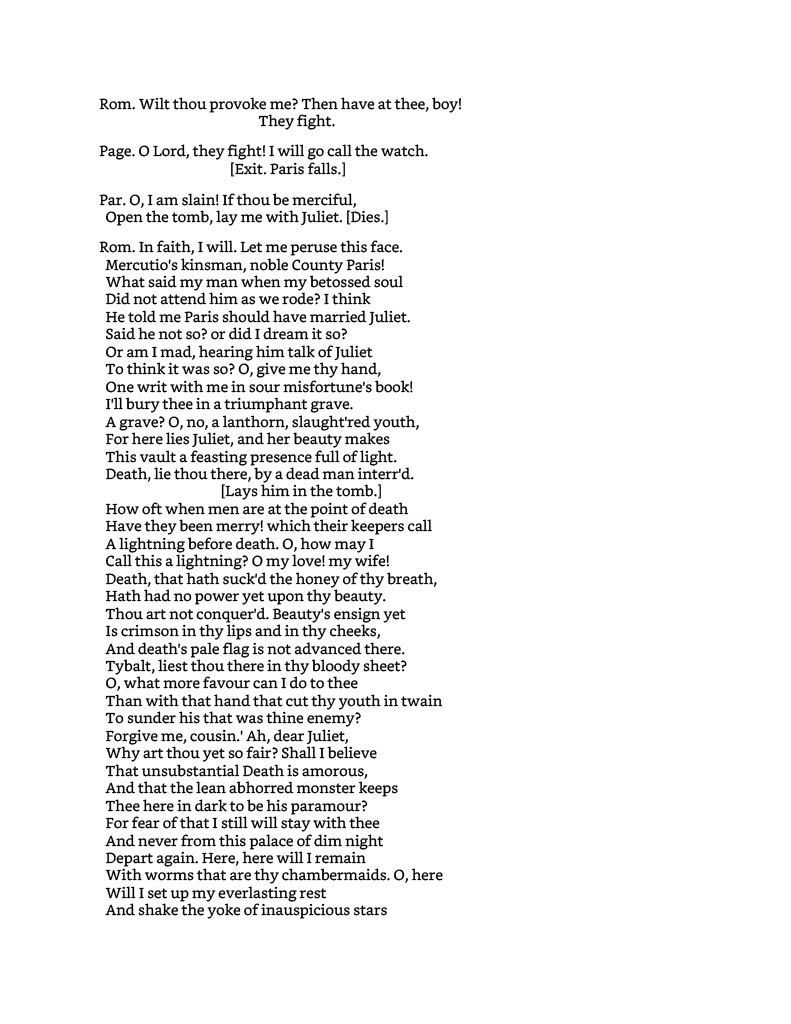 Rom. Wilt thou provoke me? Then have at thee, boy!
They fight.
Page. O Lord, they fight! I will go call the watch.
[Exit. Paris falls.]
Par. O, I am slain! If thou be merciful,
Open the tomb, lay me with Juliet. [Dies.]
Rom. In faith, I will. Let me peruse this face.
Mercutio's kinsman, noble County Paris!
What said my man when my betossed soul
Did not attend him as we rode? I think
He told me Paris should have married Juliet.
Said he not so? or did I dream it so?
Or am I mad, hearing him talk of Juliet
To think it was so? O, give me thy hand,
One writ with me in sour misfortune's book!
I'll bury thee in a triumphant grave.
A grave? O, no, a lanthorn, slaught'red youth,
For here lies Juliet, and her beauty makes
This vault a feasting presence full of light.
Death, lie thou there, by a dead man interr'd.
[Lays him in the tomb.]
How oft when men are at the point of death
Have they been merry! which their keepers call
A lightning before death. O, how may I
Call this a lightning? O my love! my wife!
Death, that hath suck'd the honey of thy breath,
Hath had no power yet upon thy beauty.
Thou art not conquer'd. Beauty's ensign yet
Is crimson in thy lips and in thy cheeks,
And death's pale flag is not advanced there.
Tybalt, liest thou there in thy bloody sheet?
O, what more favour can I do to thee
Than with that hand that cut thy youth in twain
To sunder his that was thine enemy?
Forgive me, cousin.' Ah, dear Juliet,
Why art thou yet so fair? Shall I believe
That unsubstantial Death is amorous,
And that the lean abhorred monster keeps
Thee here in dark to be his paramour?
For fear of that I still will stay with thee
And never from this palace of dim night
Depart again. Here, here will I remain
With worms that are thy chambermaids. O, here
Will I set up my everlasting rest
And shake the yoke of inauspicious stars